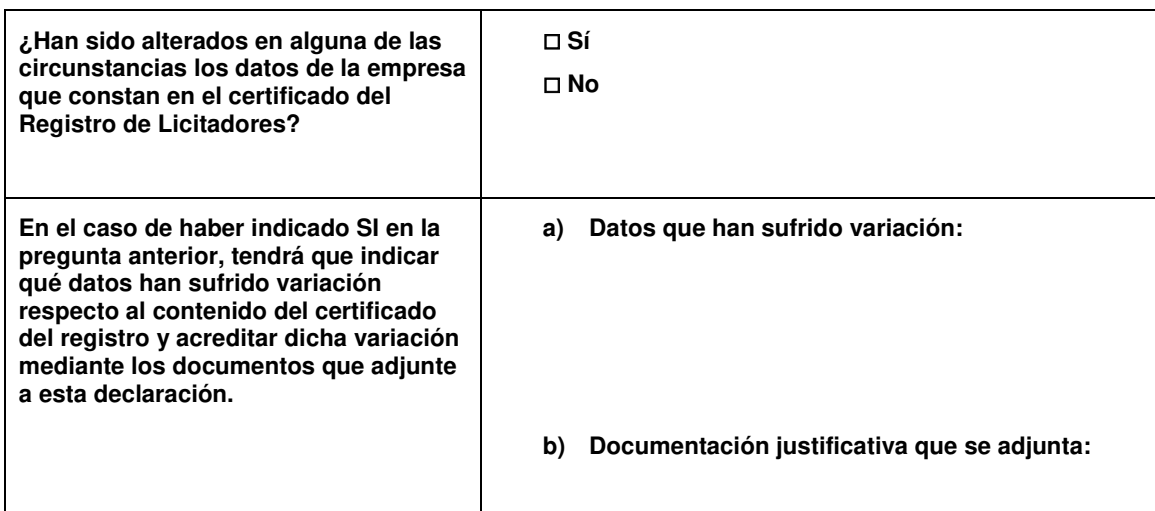 ¿Han sido alterados en alguna de las
circunstancias los datos de la empresa
que constan en el certificado del
Registro de Licitadores?
□ Sí
□ No
En el caso de haber indicado SI en la
pregunta anterior, tendrá que indicar
qué datos han sufrido variación
respecto al contenido del certificado
del registro y acreditar dicha variación
mediante los documentos que adjunte
a esta declaración.
a) Datos que han sufrido variación:
b) Documentación justificativa que se adjunta: